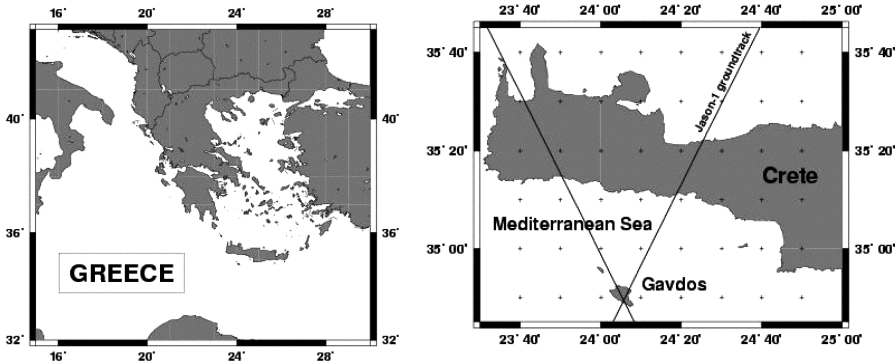 16˚ 20˚ 24˚ 28˚
40˚ 40˚
36˚ 36˚
32˚ 32˚
GREECE
16˚ 20˚ 24˚ 28˚
23˚ 40' 24˚ 00' 24˚ 20' 24˚ 40' 25˚ 00'
35˚ 40' 35˚ 40'
Jason-1 groundtrack
35˚ 20' 35˚ 20'
Crete
Mediterranean Sea
35˚ 00' 35˚ 00'
Gavdos
23˚ 40' 24˚ 00' 24˚ 20' 24˚ 40' 25˚ 00'